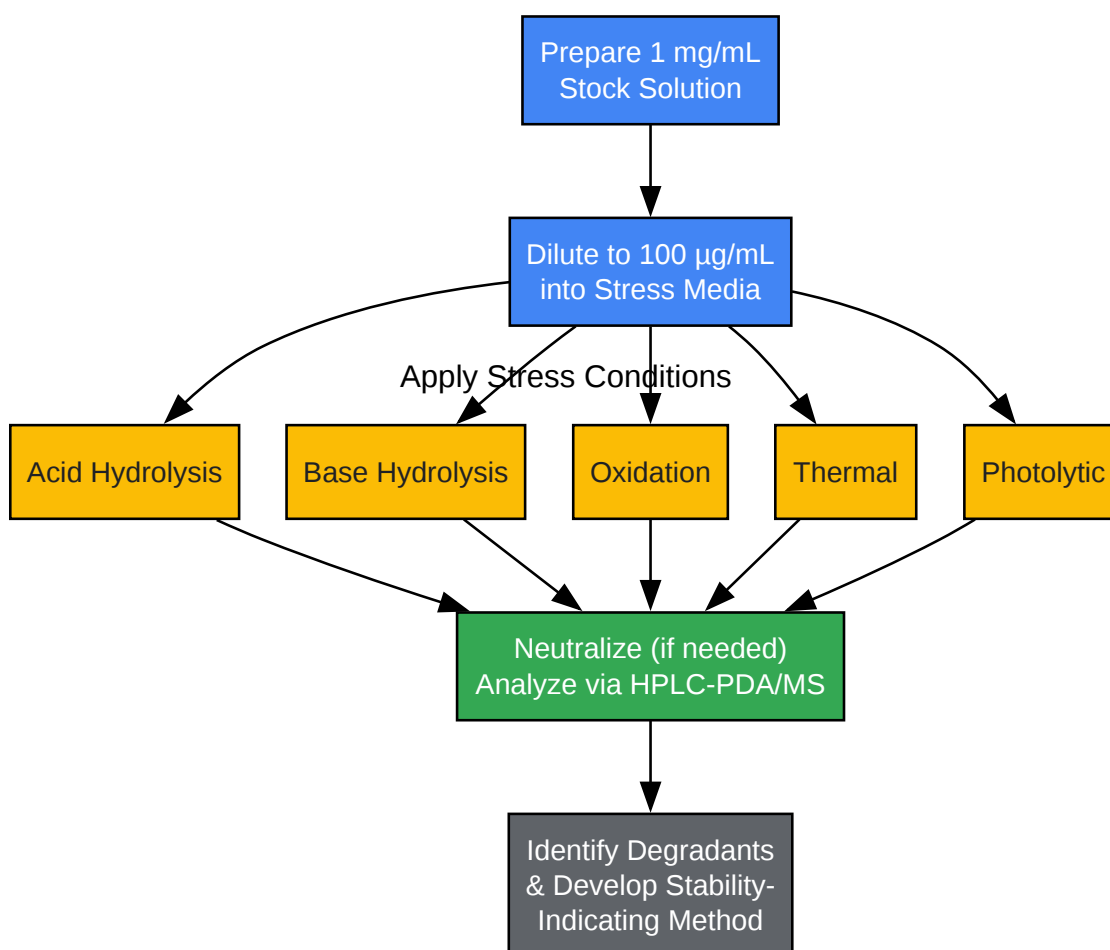 Prepare 1 mg/mL
Stock Solution
Dilute to 100 µg/mL
into Stress Media
Apply Stress Conditions
Acid Hydrolysis
Base Hydrolysis
Oxidation
Thermal
Photolytic
Neutralize (if needed)
Analyze via HPLC-PDA/MS
Identify Degradants
& Develop Stability-
Indicating Method